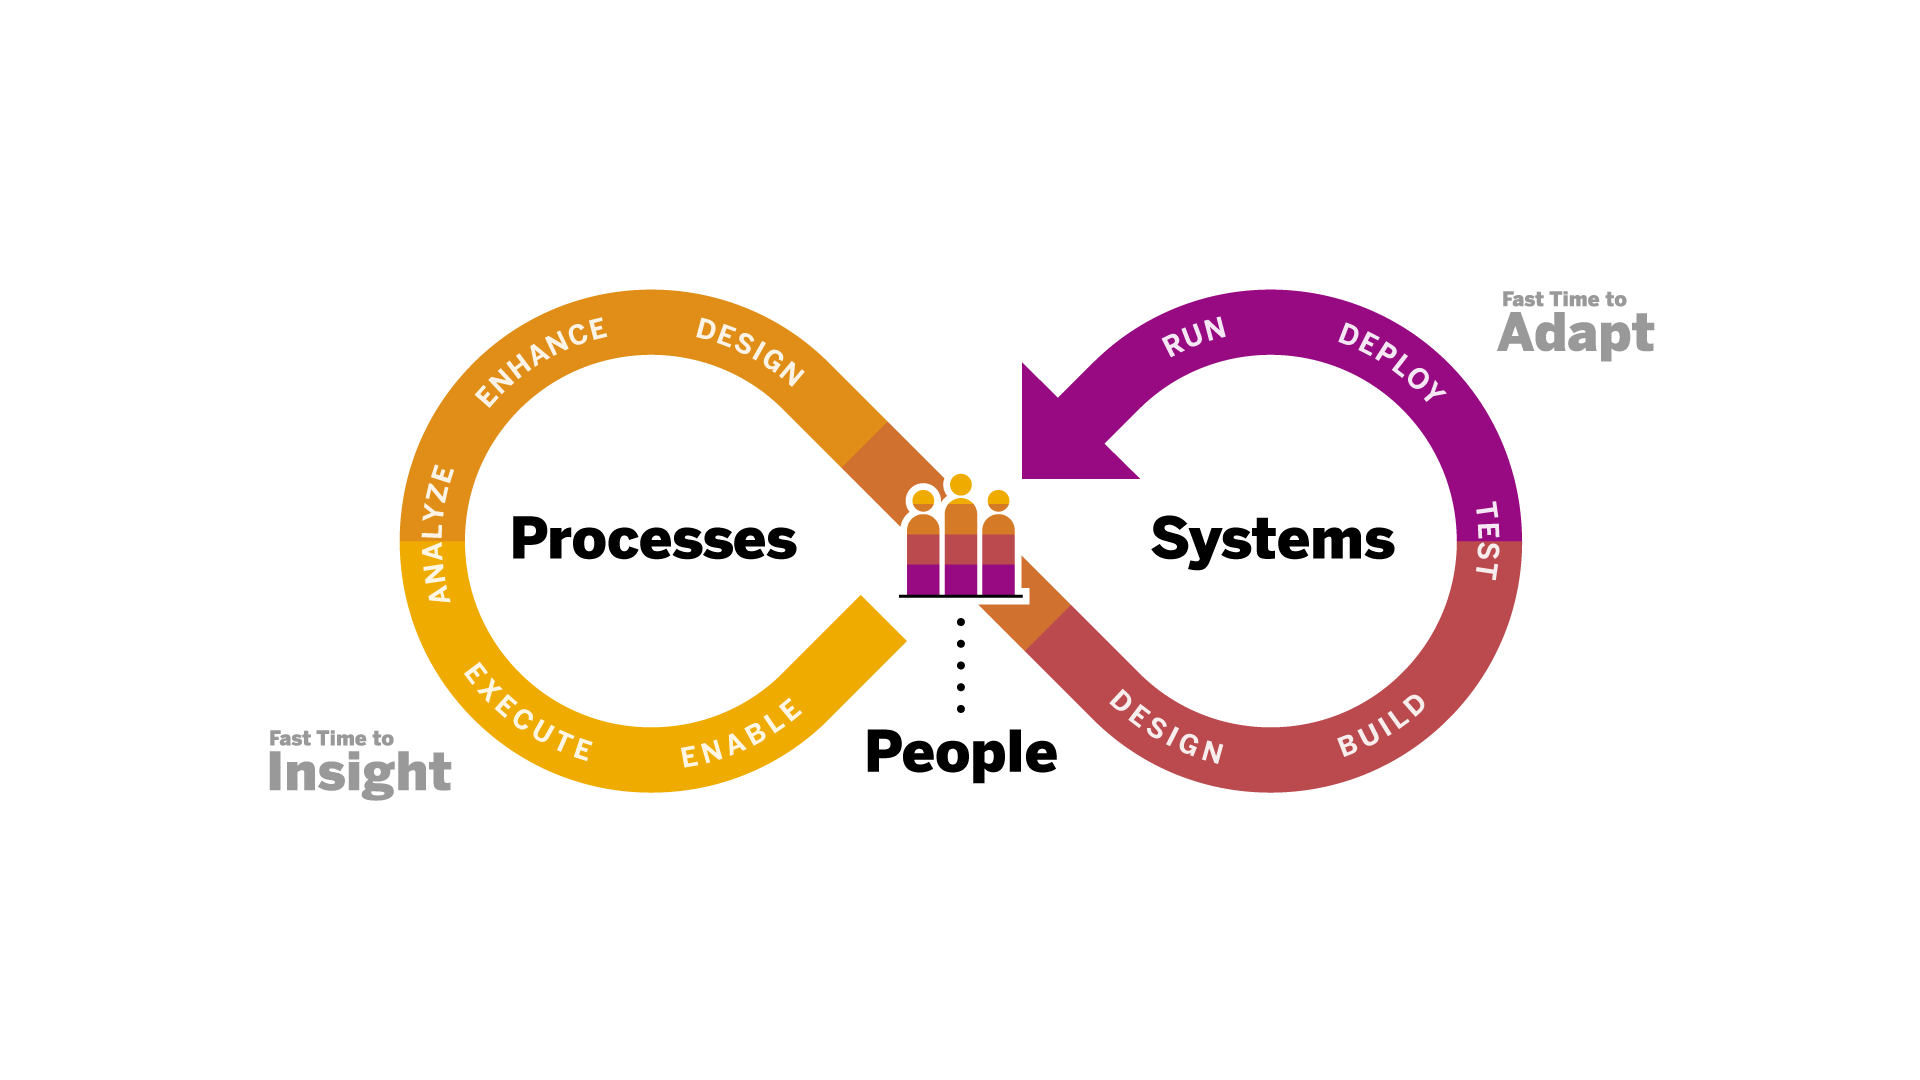 ENHANCE
DESIGN
RUN
DEPLOY
Fast Time to
Adapt
ANALYZE
Processes
Systems
TEST
EXECUTE
ENABLE
DESIGN
BUILD
Fast Time to
Insight
People